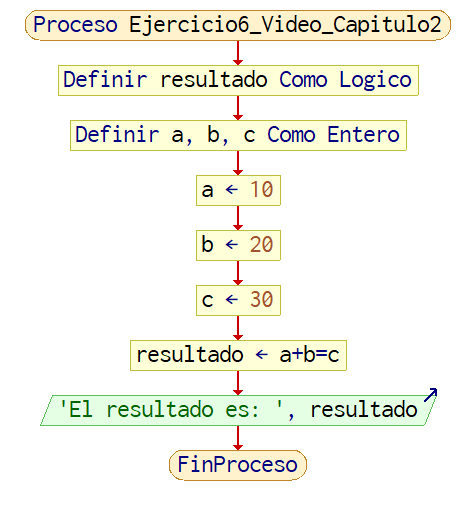 Proceso Ejercicio6_Video_Capitulo2
Definir resultado Como Logico
Definir a, b, c Como Entero
a ← 10
b ← 20
c ← 30
resultado ← a+b=c
'El resultado es: ', resultado
FinProceso